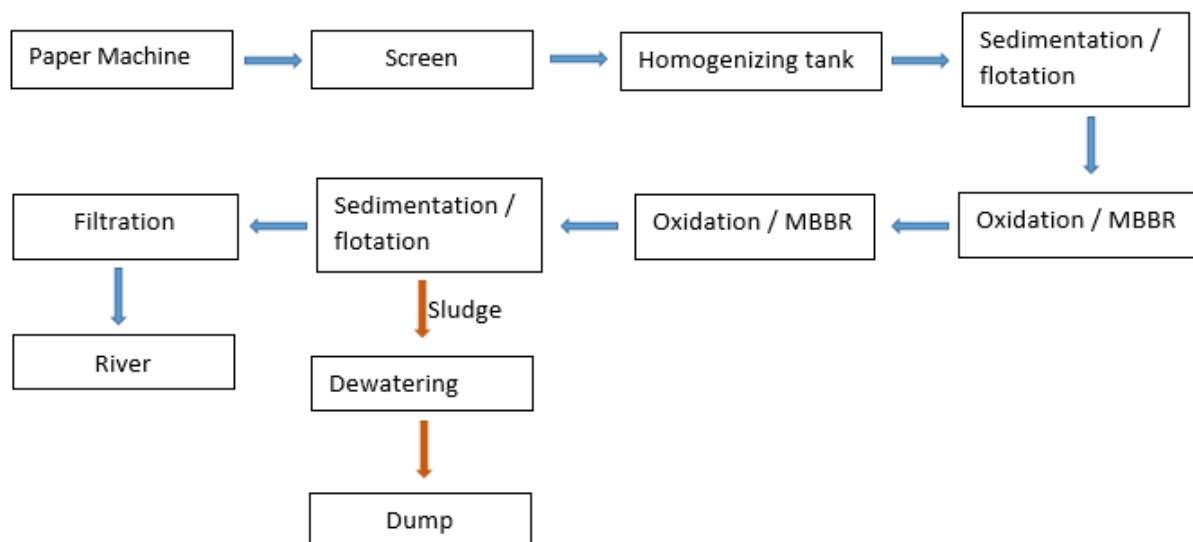 Paper Machine
Screen
Homogenizing tank
Sedimentation /
flotation
Oxidation / MBBR
Oxidation / MBBR
Sedimentation /
flotation
Filtration
River
Sludge
Dewatering
Dump